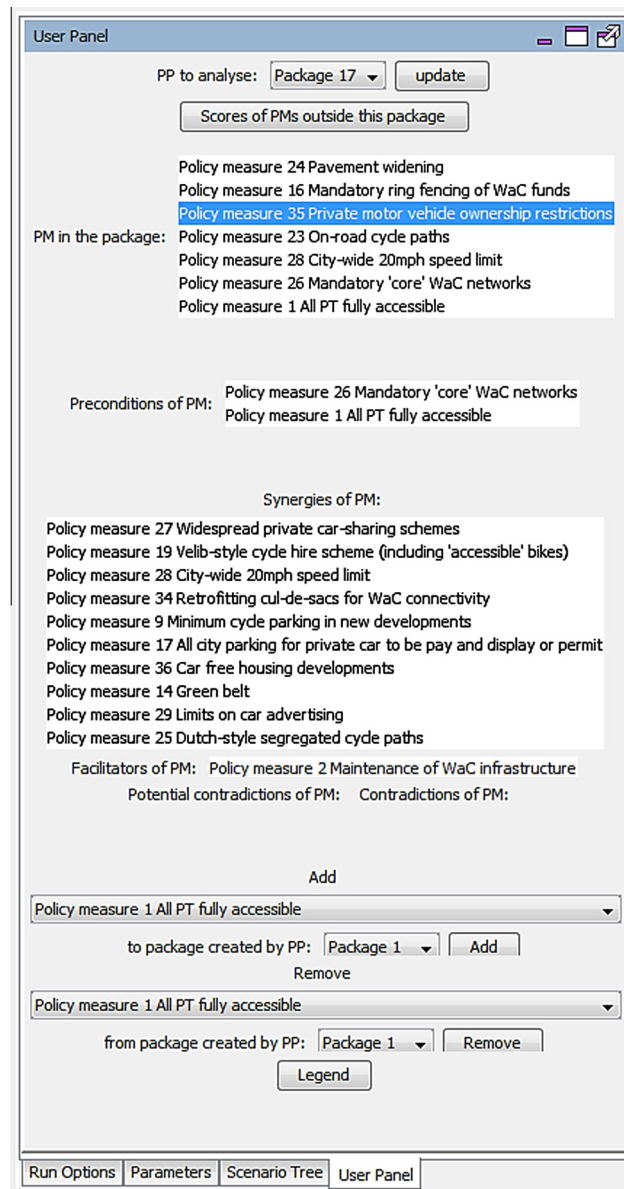 User Panel
PP to analyse: Package 17 update
Scores of PMs outside this package
Policy measure 24 Pavement widening
Policy measure 16 Mandatory ring fencing of WaC funds
Policy measure 35 Private motor vehicle ownership restrictions
PM in the package: Policy measure 23 On-road cycle paths
Policy measure 28 City-wide 20mph speed limit
Policy measure 26 Mandatory 'core' WaC networks
Policy measure 1 All PT fully accessible
Preconditions of PM: Policy measure 26 Mandatory 'core' WaC networks
Policy measure 1 All PT fully accessible
Synergies of PM:
Policy measure 27 Widespread private car-sharing schemes
Policy measure 19 Velib-style cycle hire scheme (including 'accessible' bikes)
Policy measure 28 City-wide 20mph speed limit
Policy measure 34 Retrofitting cul-de-sacs for WaC connectivity
Policy measure 9 Minimum cycle parking in new developments
Policy measure 17 All city parking for private car to be pay and display or permit
Policy measure 36 Car free housing developments
Policy measure 14 Green belt
Policy measure 29 Limits on car advertising
Policy measure 25 Dutch-style segregated cycle paths
Facilitators of PM: Policy measure 2 Maintenance of WaC infrastructure
Potential contradictions of PM: Contradictions of PM:
Add
Policy measure 1 All PT fully accessible
to package created by PP: Package 1 Add
Remove
Policy measure 1 All PT fully accessible
from package created by PP: Package 1 Remove
Legend
Run Options Parameters Scenario Tree User Panel